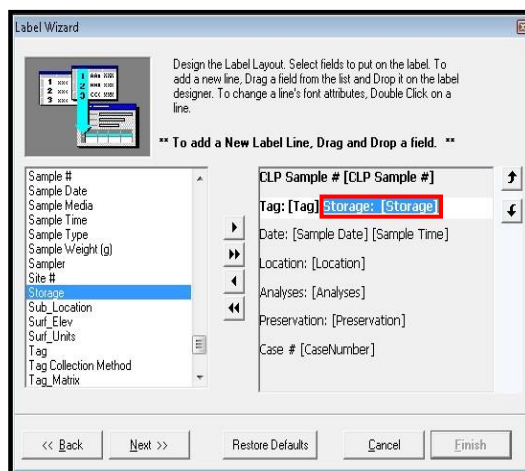 Label Wizard
Design the Label Layout. Select fields to put on the label. To
add a new line, Drag a field from the list and Drop it on the label
designer. To change a line's font attributes, Double Click on a
line.
** To add a New Label Line, Drag and Drop a field. **
Sample #
Sample Date
Sample Media
Sample Time
Sample Type
Sample Weight (g)
Sampler
Site #
Storage
Sub_Location
Surf_Elev
Surf_Units
Tag
Tag Collection Method
Tag_Matrix
CLP Sample # [CLP Sample #]
Tag: [Tag] Storage: [Storage]
Date: [Sample Date] [Sample Time]
Location: [Location]
Analyses: [Analyses]
Preservation: [Preservation]
Case # [CaseNumber]
<< Back
Next >>
Restore Defaults
Cancel
Finish